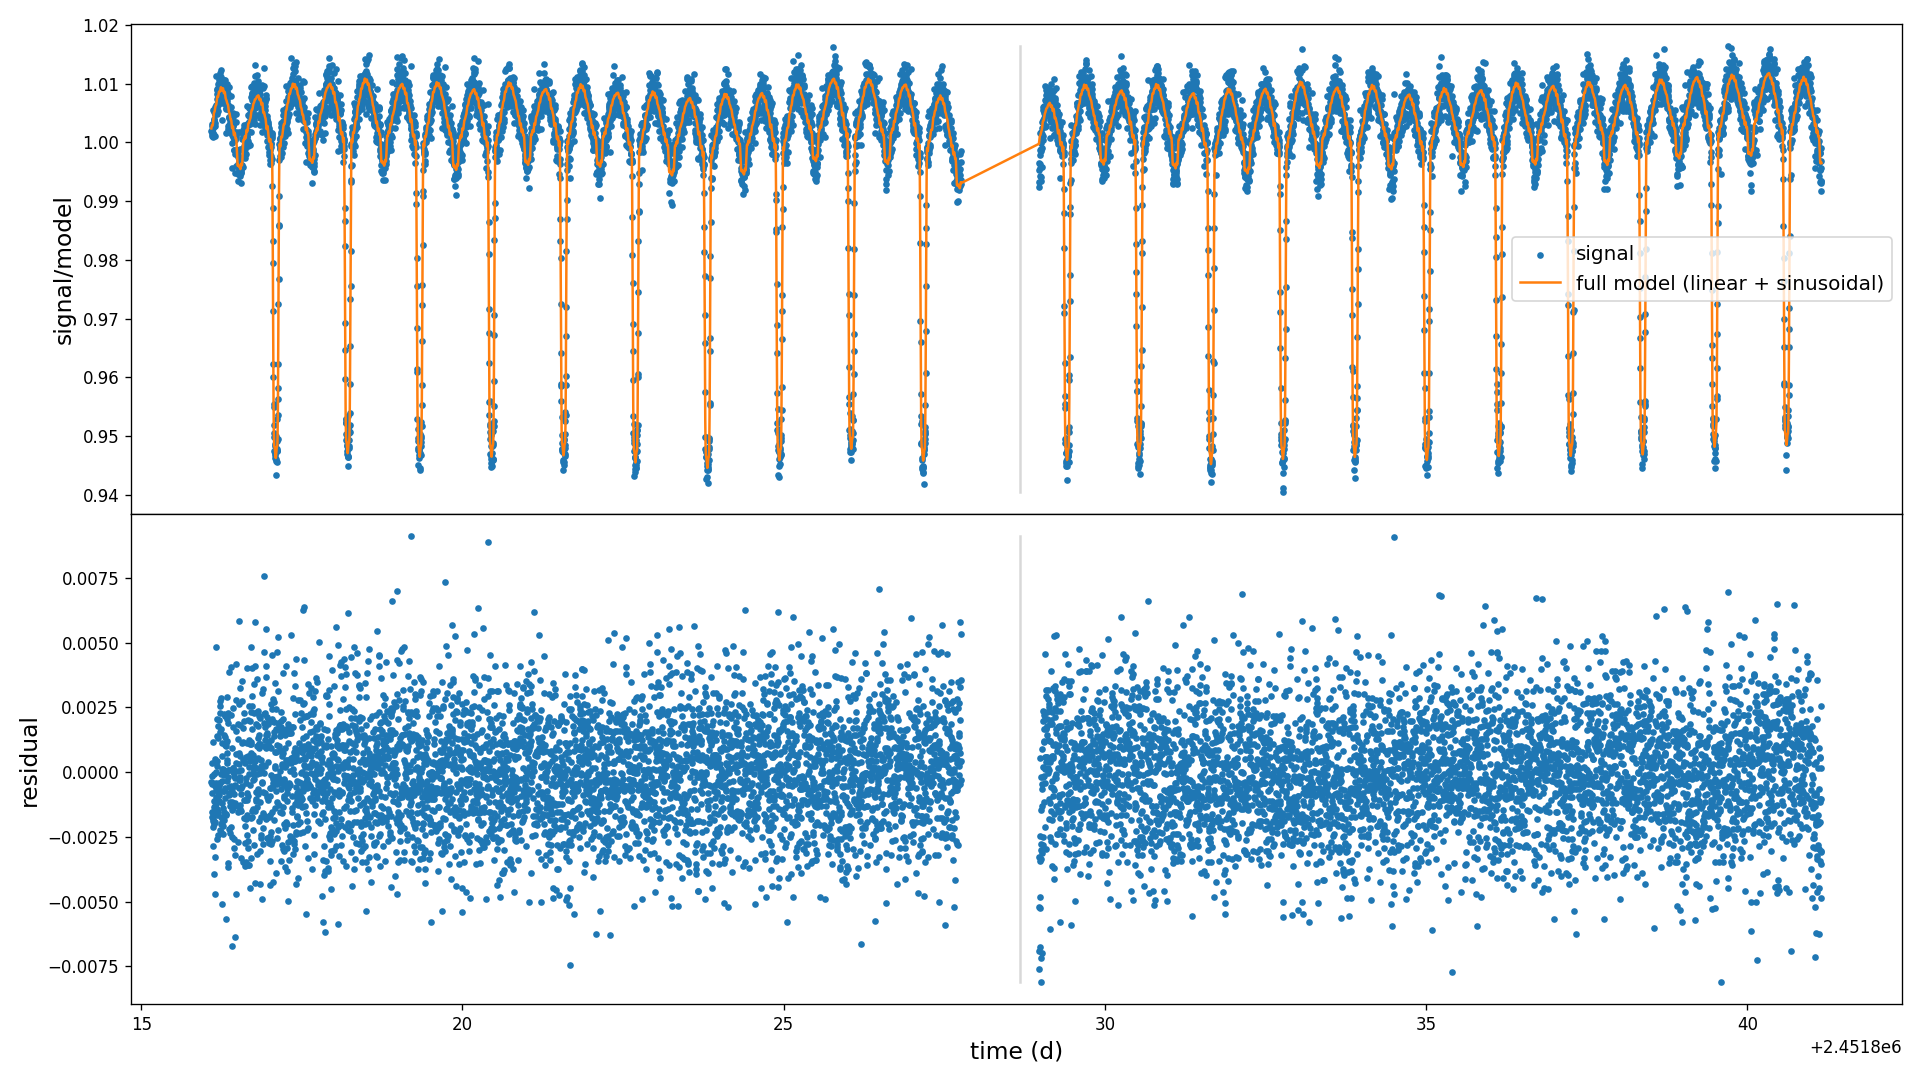 1.02
1.01
1.00
0.99
0.98
0.97
0.96
0.95
0.94
signal/model
signal
full model (linear + sinusoidal)
0.0075
0.0050
0.0025
0.0000
−0.0025
−0.0050
−0.0075
residual
15 20 25 30 35 40
time (d)
+2.4518e6